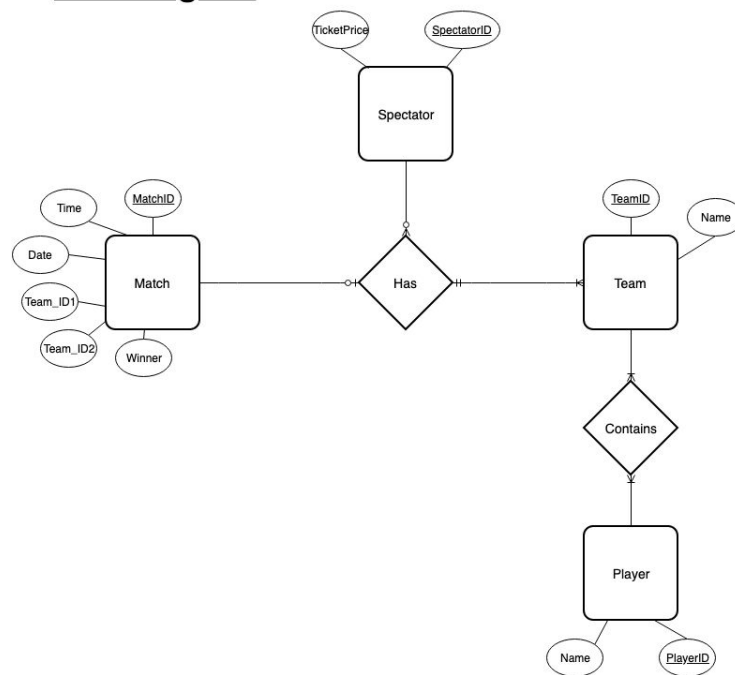 TicketPrice
SpectatorID
Spectator
MatchID
Time
Date
Team_ID1
Team_ID2
Winner
Match
Has
TeamID
Name
Team
Contains
Player
Name
PlayerID